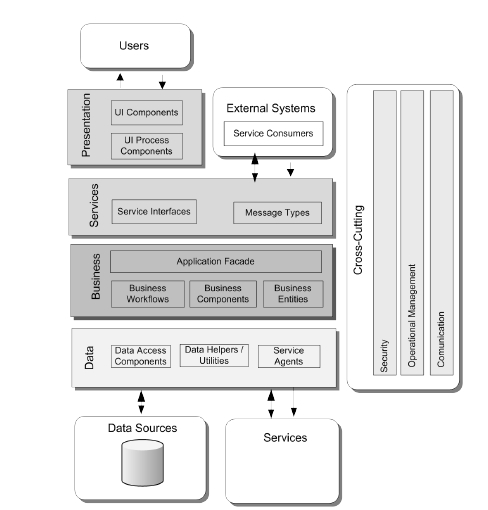 Users
Presentation
UI Components
UI Process
Components
External Systems
Service Consumers
Services
Service Interfaces
Message Types
Business
Application Facade
Business
Workflows
Business
Components
Business
Entities
Data
Data Access
Components
Data Helpers /
Utilities
Service
Agents
Data Sources
Services
Cross-Cutting
Security
Operational Management
Comunication